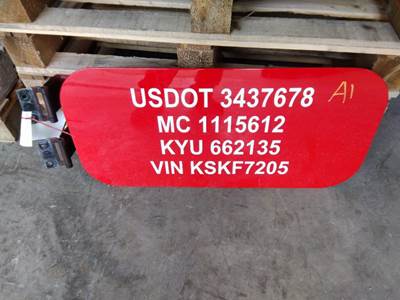 USDOT 3437678 A1
MC 1115612
KYU 662135
VIN KSKF7205